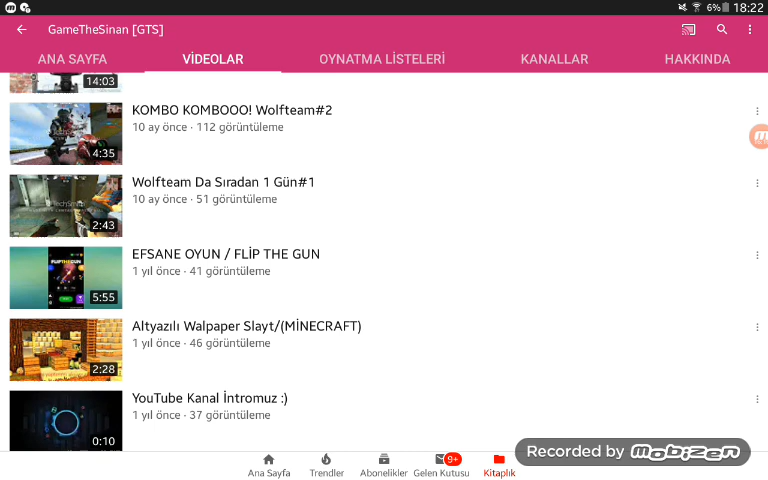 6% 18:22
GameTheSinan [GTS]
ANA SAYFA VİDEOLAR OYNATMA LİSTELERİ KANALLAR HAKKINDA
14:03
KOMBO KOMBOOO! Wolfteam#2
10 ay önce · 112 görüntüleme
4:35
Wolfteam Da Sıradan 1 Gün#1
10 ay önce · 51 görüntüleme
2:43
EFSANE OYUN / FLİP THE GUN
1 yıl önce · 41 görüntüleme
5:55
Altyazılı Walpaper Slayt/(MİNECRAFT)
1 yıl önce · 46 görüntüleme
2:28
YouTube Kanal İntromuz :)
1 yıl önce · 37 görüntüleme
0:10
9+
Ana Sayfa Trendler Abonelikler Gelen Kutusu Kitaplık
Recorded by Mobizen